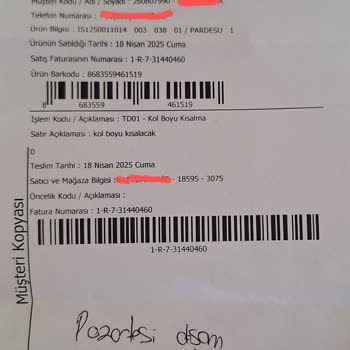 Müşteri Kodu / Adı / Soyadı : 260807990 - A
Telefon Numarası :
Ürün Bilgisi : IS1250011014 003 038 01 / PARDESU 1
Ürünün Satıldığı Tarihi : 18 Nisan 2025 Cuma
Satış Faturasının Numarası : 1-R-7-31440460
Ürün Barkodu : 8683559461519
8 683559 461519
İşlem Kodu / Açıklaması : TD01 - Kol Boyu Kısalma
Satır Açıklaması : kol boyu kısalacak
0
Teslim Tarihi : 18 Nisan 2025 Cuma
Satıcı ve Mağaza Bilgisi : - 18595 - 3075
Öncelik Kodu / Açıklaması :
Fatura Numarası : 1-R-7-31440460
1-R-7-31440460
Müşteri Kopyası
Pazartesi akşam